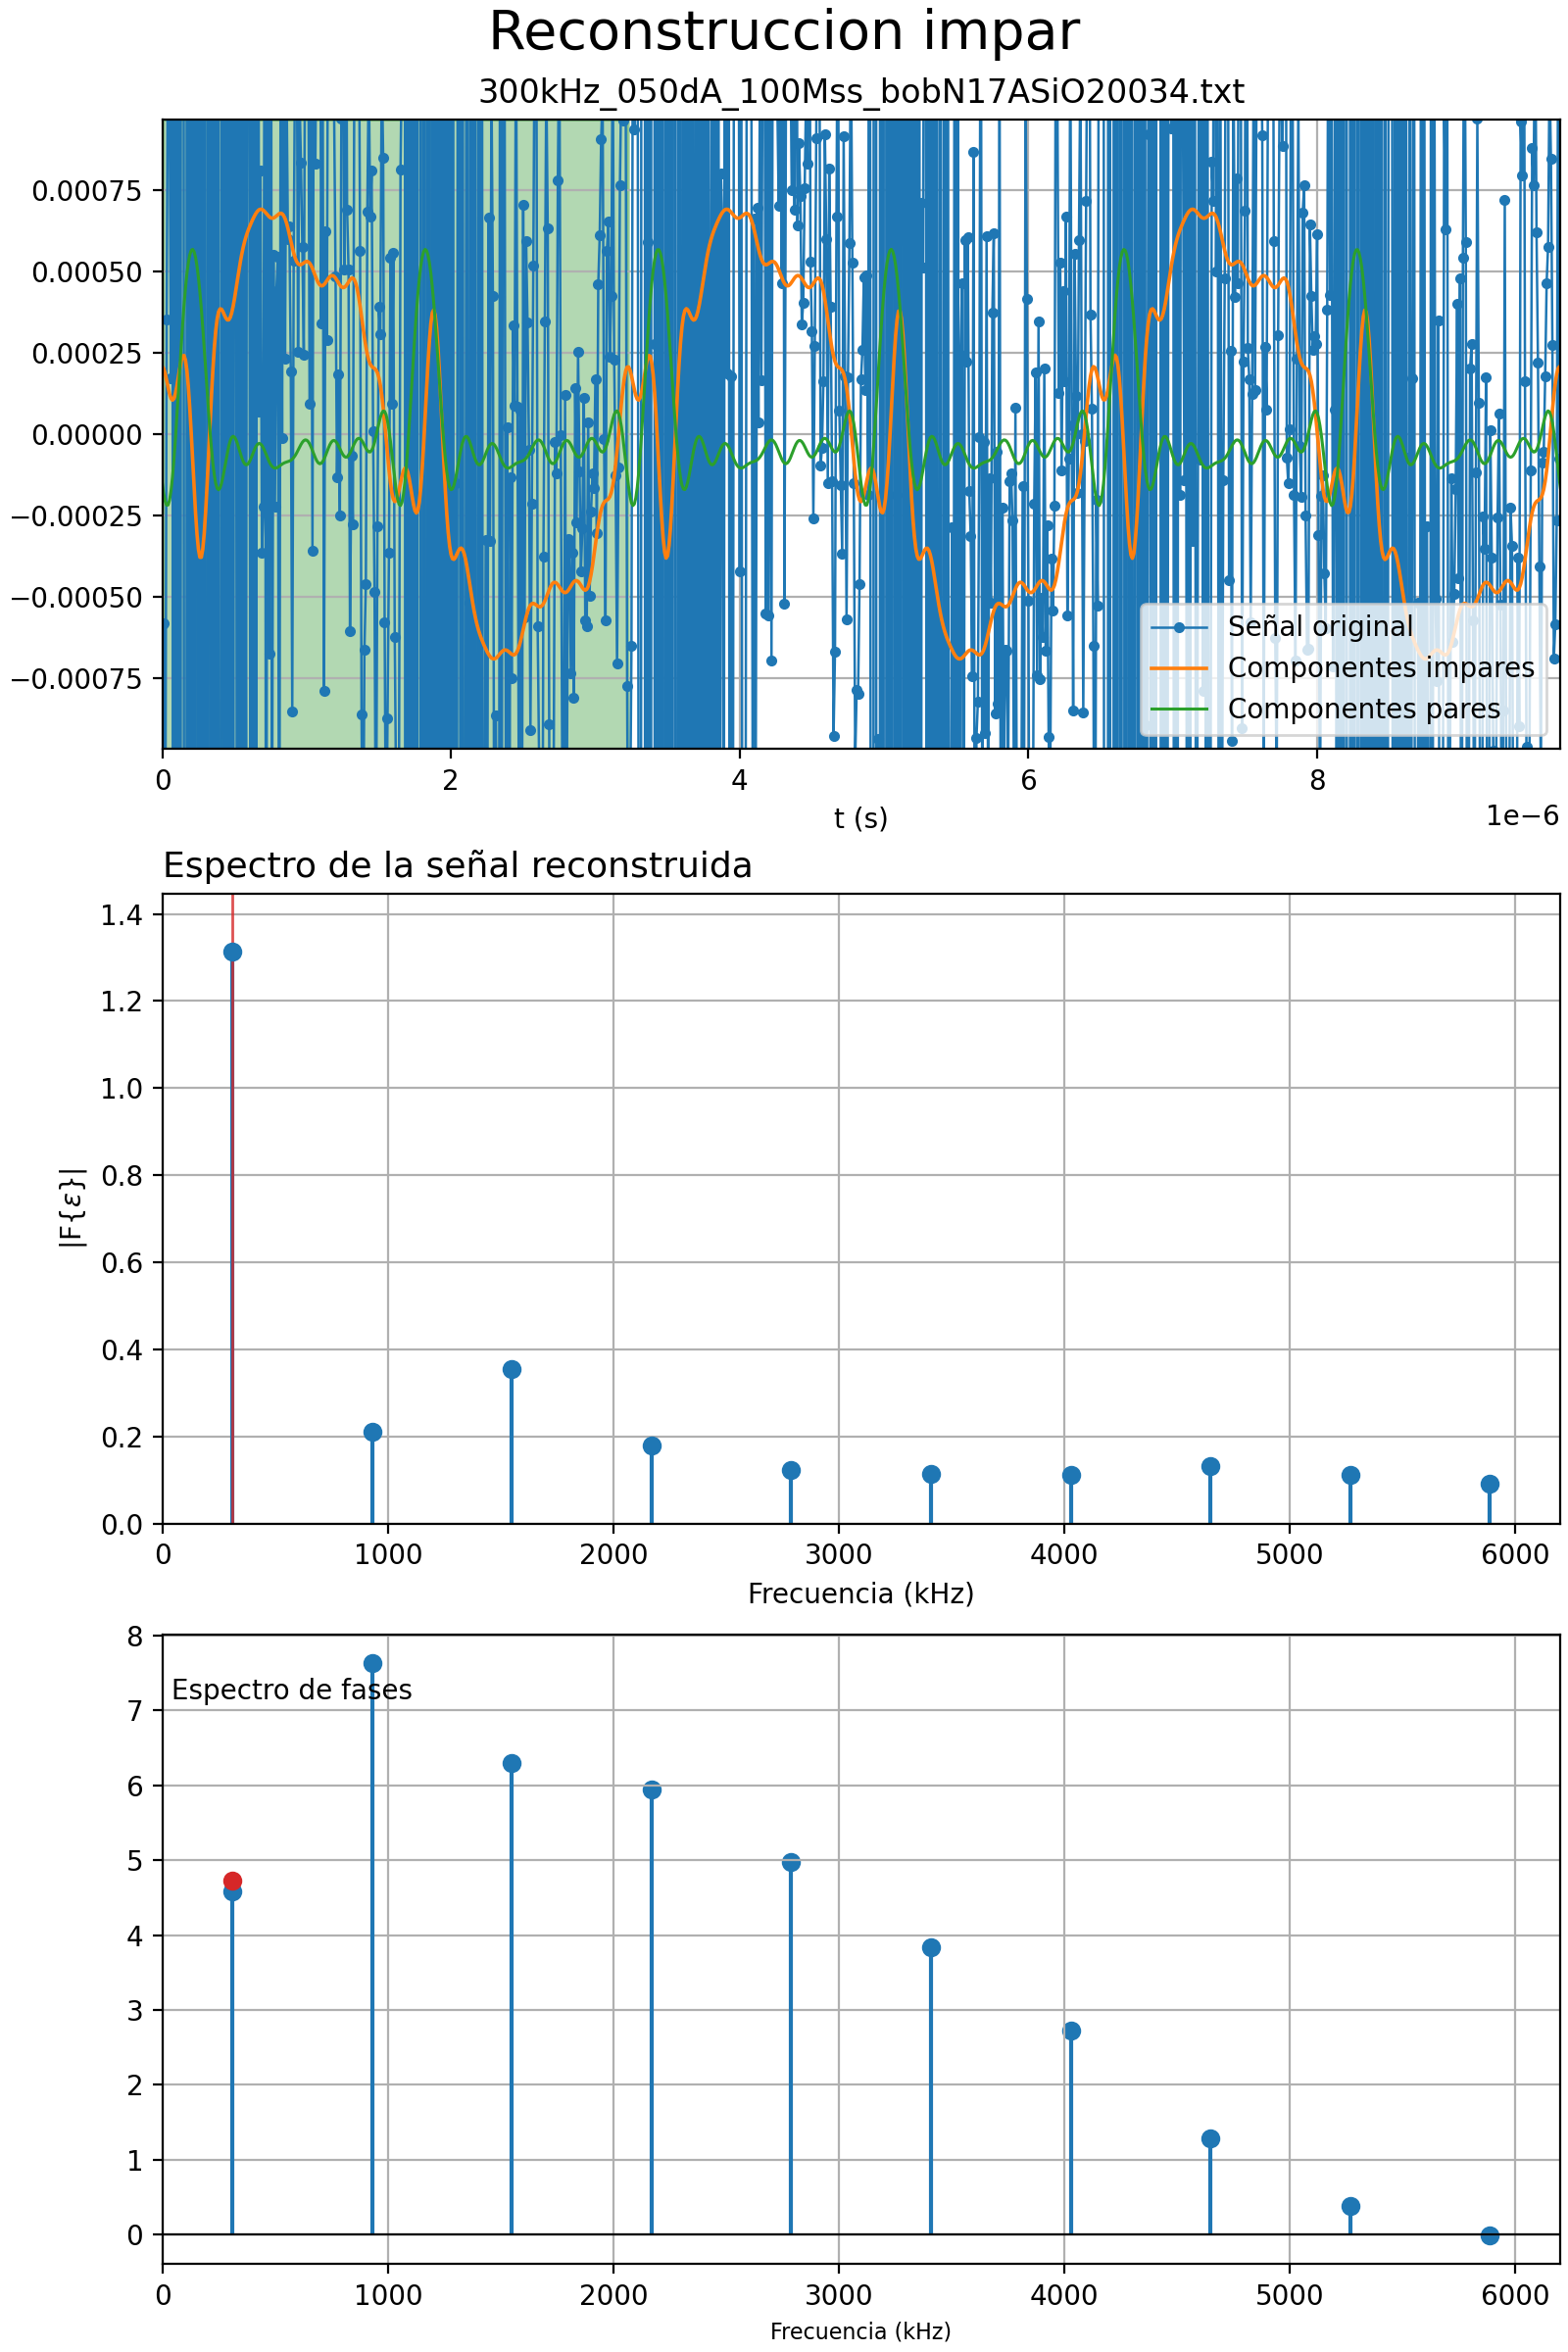 Reconstruccion impar
300kHz_050dA_100Mss_bobN17ASiO20034.txt
0.00075
0.00050
0.00025
0.00000
−0.00025
−0.00050
−0.00075
Señal original
Componentes impares
Componentes pares
0 2 4 6 8
1e−6
t (s)
Espectro de la señal reconstruida
1.4
1.2
1.0
0.8
0.6
0.4
0.2
0.0
|F{ε}|
0 1000 2000 3000 4000 5000 6000
Frecuencia (kHz)
8
Espectro de fases
7
6
5
4
3
2
1
0
0 1000 2000 3000 4000 5000 6000
Frecuencia (kHz)